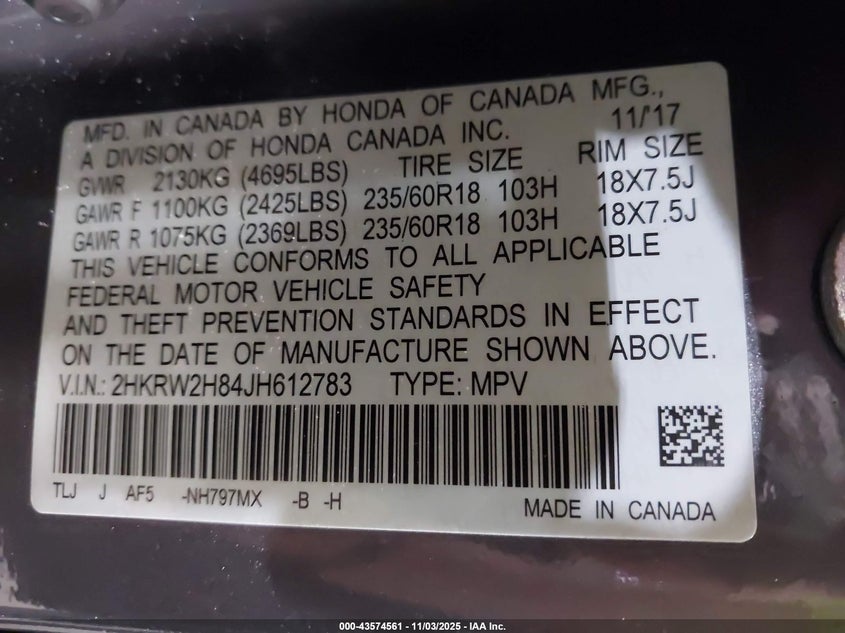 MFD. IN CANADA BY HONDA OF CANADA MFG.,
A DIVISION OF HONDA CANADA INC. 11/'17
GVWR 2130KG (4695LBS) TIRE SIZE RIM SIZE
GAWR F 1100KG (2425LBS) 235/60R18 103H 18X7.5J
GAWR R 1075KG (2369LBS) 235/60R18 103H 18X7.5J
THIS VEHICLE CONFORMS TO ALL APPLICABLE
FEDERAL MOTOR VEHICLE SAFETY
AND THEFT PREVENTION STANDARDS IN EFFECT
ON THE DATE OF MANUFACTURE SHOWN ABOVE.
V.I.N.: 2HKRW2H84JH612783 TYPE: MPV
TLJ J AF5 -NH797MX -B -H
MADE IN CANADA
000-43574561 - 11/03/2025 - IAA Inc.